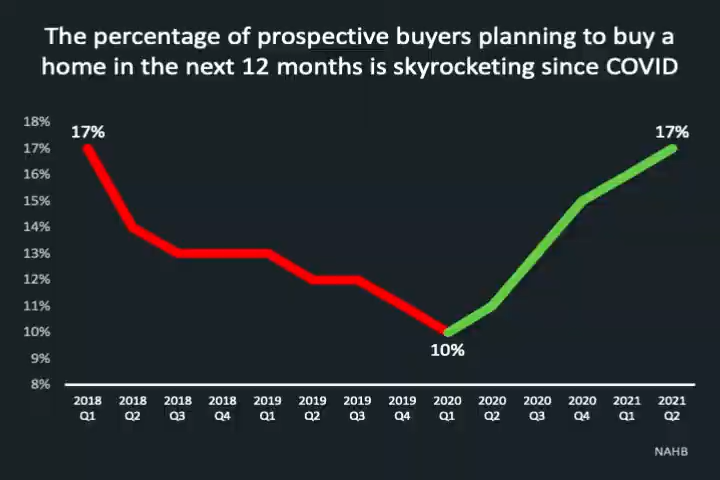 The percentage of prospective buyers planning to buy a
home in the next 12 months is skyrocketing since COVID
18%
17%
16%
15%
14%
13%
12%
11%
10%
9%
8%
17%
10%
17%
2018 2018 2018 2018 2019 2019 2019 2019 2020 2020 2020 2020 2021 2021
Q1 Q2 Q3 Q4 Q1 Q2 Q3 Q4 Q1 Q2 Q3 Q4 Q1 Q2
NAHB